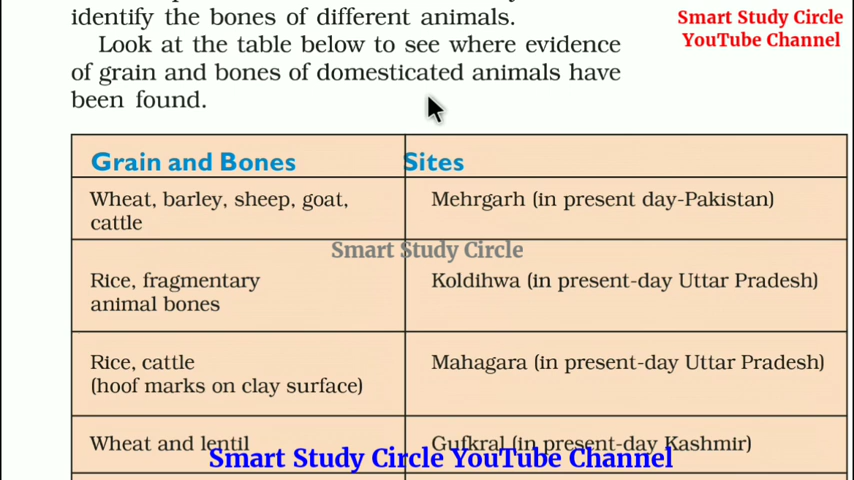 identify the bones of different animals.
Smart Study Circle
YouTube Channel
Look at the table below to see where evidence
of grain and bones of domesticated animals have
been found.
Grain and Bones Sites
Wheat, barley, sheep, goat, Mehrgarh (in present day-Pakistan)
cattle
Smart Study Circle
Rice, fragmentary Koldihwa (in present-day Uttar Pradesh)
animal bones
Rice, cattle Mahagara (in present-day Uttar Pradesh)
(hoof marks on clay surface)
Wheat and lentil Gufkral (in present-day Kashmir)
Smart Study Circle YouTube Channel